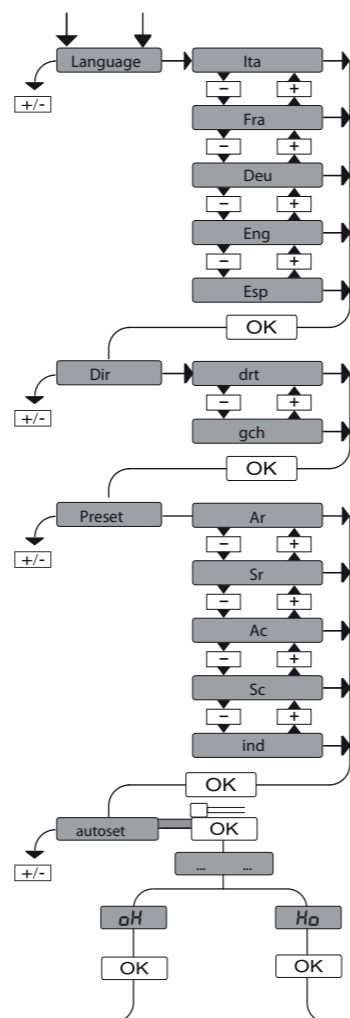 Language Ita
+/- - +
Fra
- +
Deu
- +
Eng
- +
Esp
OK
Dir drt
+/- - +
gch
OK
Preset Ar
+/- - +
Sr
- +
Ac
- +
Sc
- +
ind
OK
autoset OK
+/-
... ...
oH Ho
OK OK